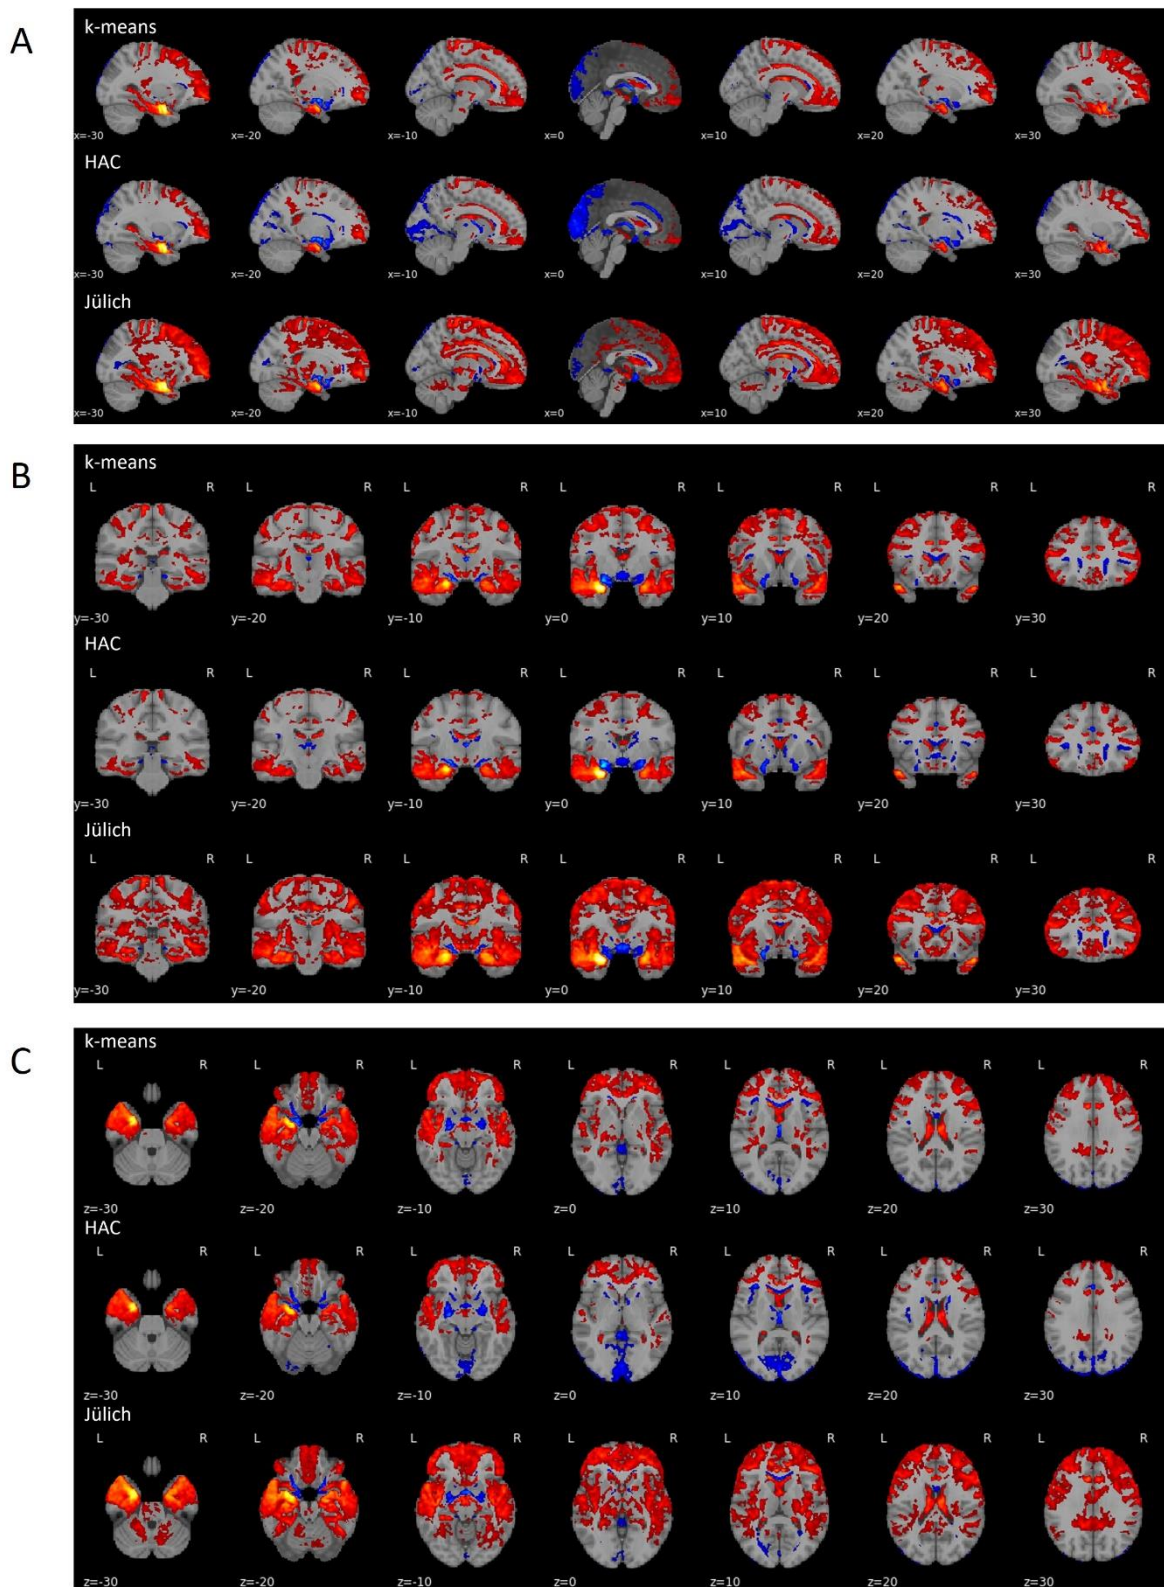 A
k-means
x=-30 x=-20 x=-10 x=0 x=10 x=20 x=30
HAC
x=-30 x=-20 x=-10 x=0 x=10 x=20 x=30
Jülich
x=-30 x=-20 x=-10 x=0 x=10 x=20 x=30
B
k-means
L R L R L R L R L R L R L R
y=-30 y=-20 y=-10 y=0 y=10 y=20 y=30
HAC
L R L R L R L R L R L R L R
y=-30 y=-20 y=-10 y=0 y=10 y=20 y=30
Jülich
L R L R L R L R L R L R L R
y=-30 y=-20 y=-10 y=0 y=10 y=20 y=30
C
k-means
L R L R L R L R L R L R L R
z=-30 z=-20 z=-10 z=0 z=10 z=20 z=30
HAC
L R L R L R L R L R L R L R
z=-30 z=-20 z=-10 z=0 z=10 z=20 z=30
Jülich
L R L R L R L R L R L R L R
z=-30 z=-20 z=-10 z=0 z=10 z=20 z=30